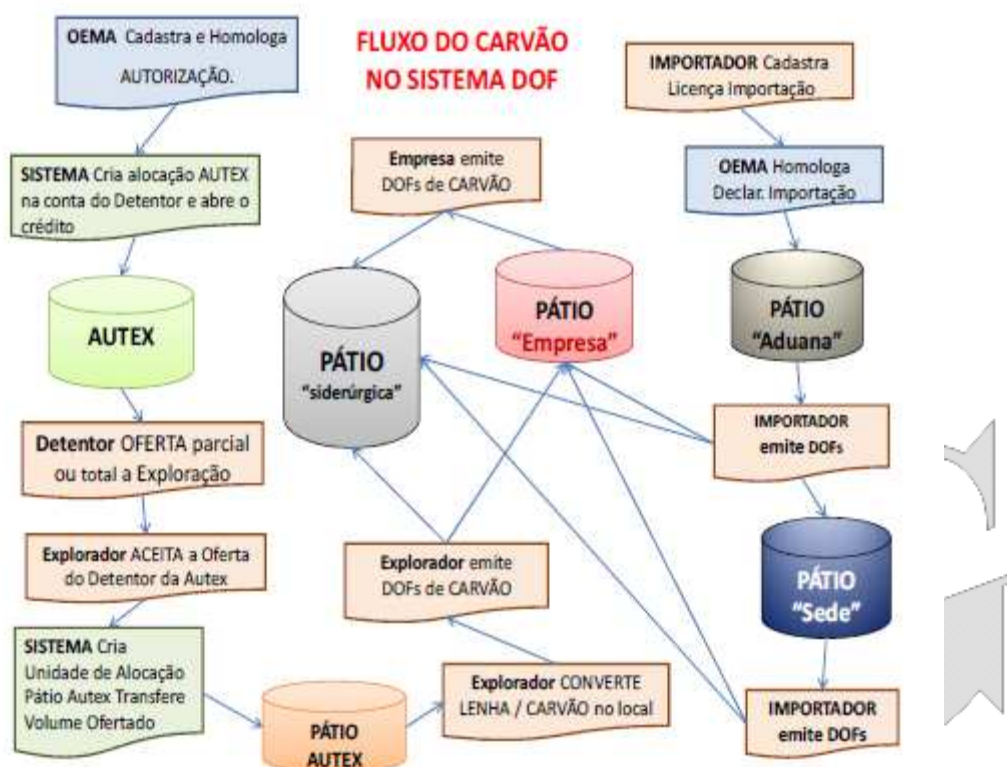 OEMA Cadastra e Homologa
AUTORIZAÇÃO.
FLUXO DO CARVÃO
NO SISTEMA DOF
IMPORTADOR Cadastra
Licença Importação
SISTEMA Cria alocação AUTEX
na conta do Detentor e abre o
crédito
Empresa emite
DOFs de CARVÃO
OEMA Homologa
Declar. Importação
AUTEX
PÁTIO
"siderúrgica"
PÁTIO
"Empresa"
PÁTIO
"Aduana"
Detentor OFERTA parcial
ou total a Exploração
IMPORTADOR
emite DOFs
Explorador ACEITA a Oferta
do Detentor da Autex
Explorador emite
DOFs de CARVÃO
PÁTIO
"Sede"
SISTEMA Cria
Unidade de Alocação
Pátio Autex Transfere
Volume Ofertado
PÁTIO
AUTEX
Explorador CONVERTE
LENHA / CARVÃO no local
IMPORTADOR
emite DOFs